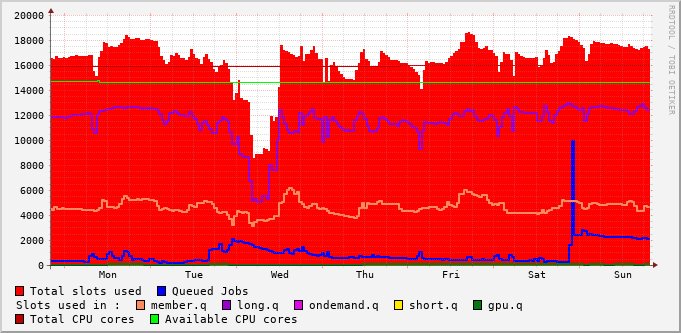 20000
18000
16000
14000
12000
10000
8000
6000
4000
2000
0
Mon Tue Wed Thu Fri Sat Sun
RRDTOOL / TOBI OETIKER
Total slots used Queued Jobs
Slots used in : member.q long.q ondemand.q short.q gpu.q
Total CPU cores Available CPU cores